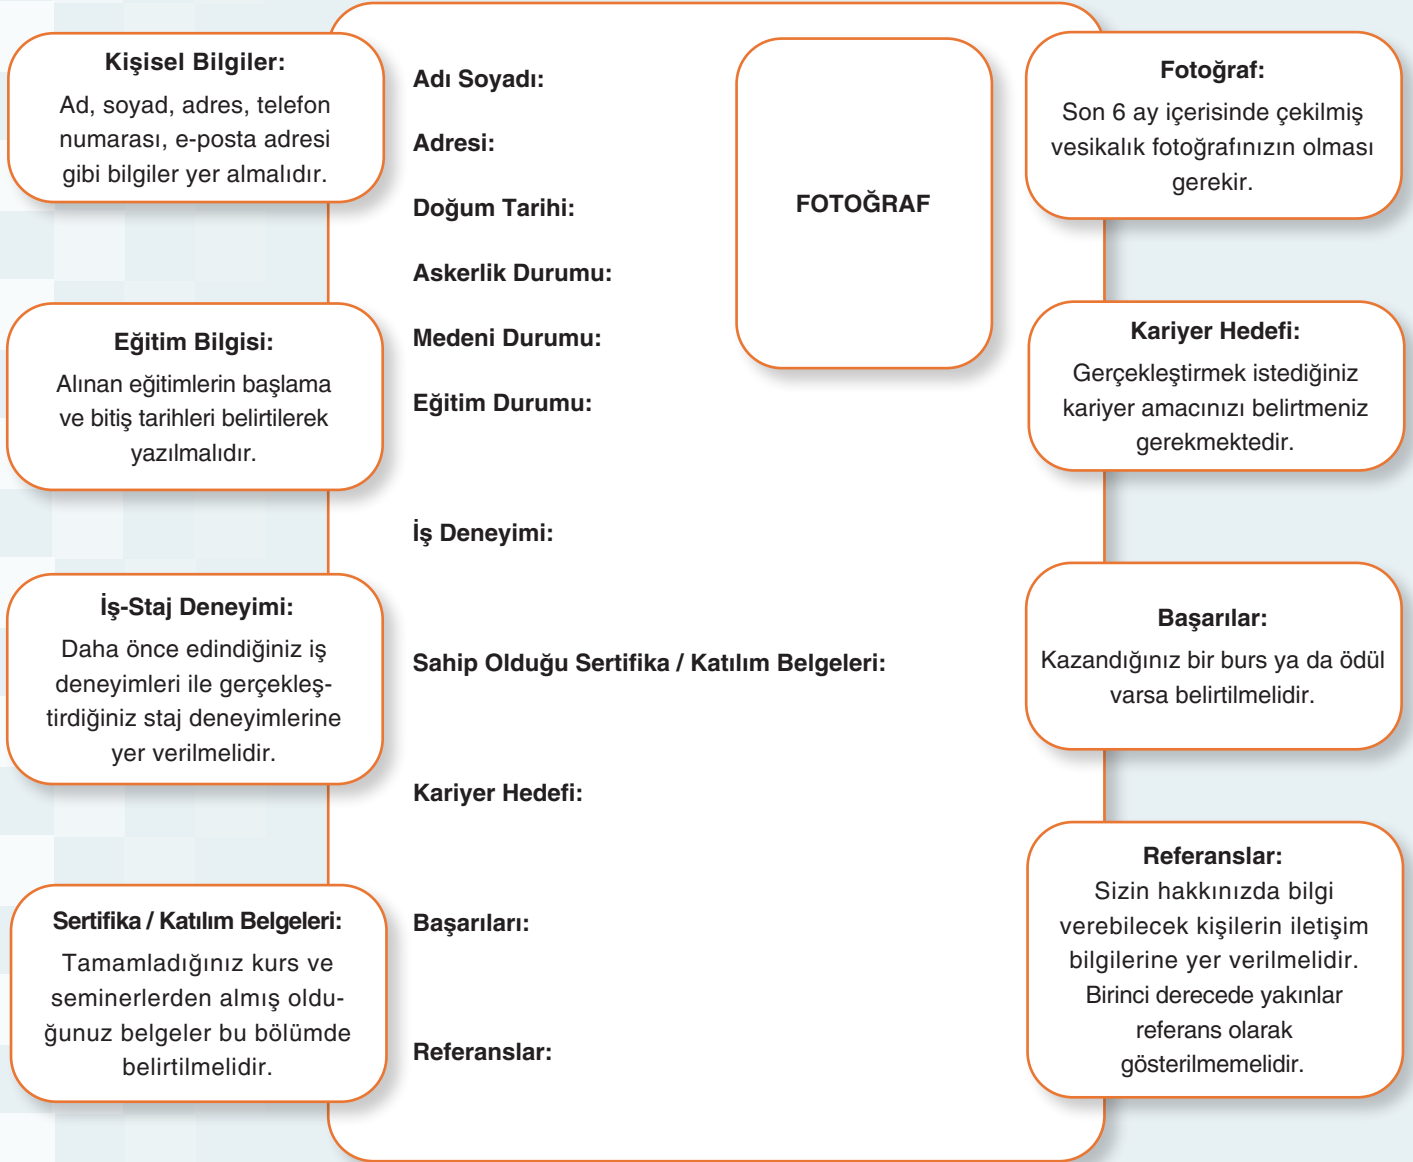 Kişisel Bilgiler:
Ad, soyad, adres, telefon
numarası, e-posta adresi
gibi bilgiler yer almalıdır.
Eğitim Bilgisi:
Alınan eğitimlerin başlama
ve bitiş tarihleri belirtilerek
yazılmalıdır.
İş-Staj Deneyimi:
Daha önce edindiğiniz iş
deneyimleri ile gerçekleş-
tirdiğiniz staj deneyimlerine
yer verilmelidir.
Sertifika / Katılım Belgeleri:
Tamamladığınız kurs ve
seminerlerden almış oldu-
ğunuz belgeler bu bölümde
belirtilmelidir.
Adı Soyadı:
Adresi:
Doğum Tarihi:
Askerlik Durumu:
Medeni Durumu:
Eğitim Durumu:
İş Deneyimi:
Sahip Olduğu Sertifika / Katılım Belgeleri:
Kariyer Hedefi:
Başarıları:
Referanslar:
FOTOĞRAF
Fotoğraf:
Son 6 ay içerisinde çekilmiş
vesikalık fotoğrafınızın olması
gerekir.
Kariyer Hedefi:
Gerçekleştirmek istediğiniz
kariyer amacınızı belirtmeniz
gerekmektedir.
Başarılar:
Kazandığınız bir burs ya da ödül
varsa belirtilmelidir.
Referanslar:
Sizin hakkınızda bilgi
verebilecek kişilerin iletişim
bilgilerine yer verilmelidir.
Birinci derecede yakınlar
referans olarak
gösterilmemelidir.